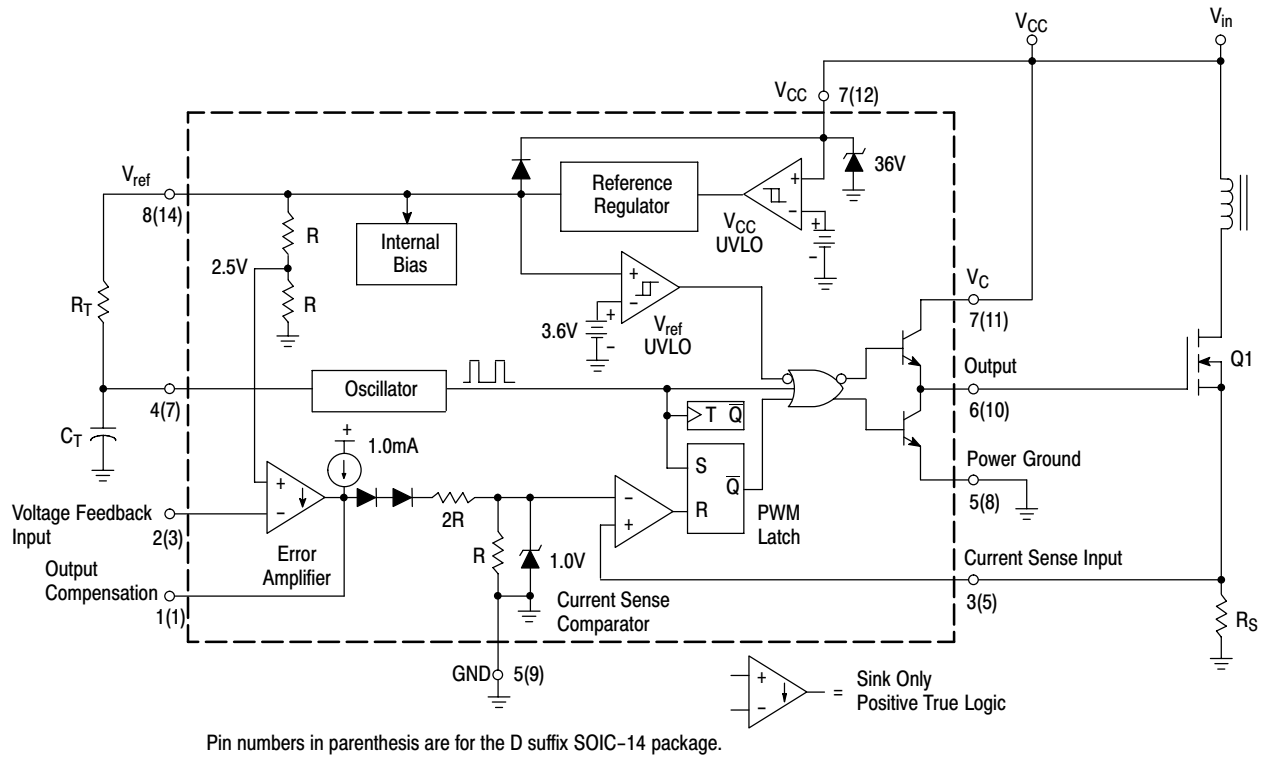 VCC
Vin
VCC
7(12)
Vref
8(14)
36V
Reference
Regulator
+
−
VCC
UVLO
+
−
R
Internal
Bias
2.5V
R
RT
+
−
3.6V
+
−
Vref
UVLO
VC
7(11)
Q1
Oscillator
Output
6(10)
4(7)
T Q
CT
+
1.0mA
S
Q
R
PWM
Latch
Power Ground
5(8)
+
−
2R
−
+
Voltage Feedback
Input
2(3)
Error
Amplifier
R
1.0V
Output
Compensation
1(1)
Current Sense
Comparator
Current Sense Input
3(5)
RS
GND
5(9)
+
−
=
Sink Only
Positive True Logic
Pin numbers in parenthesis are for the D suffix SOIC−14 package.